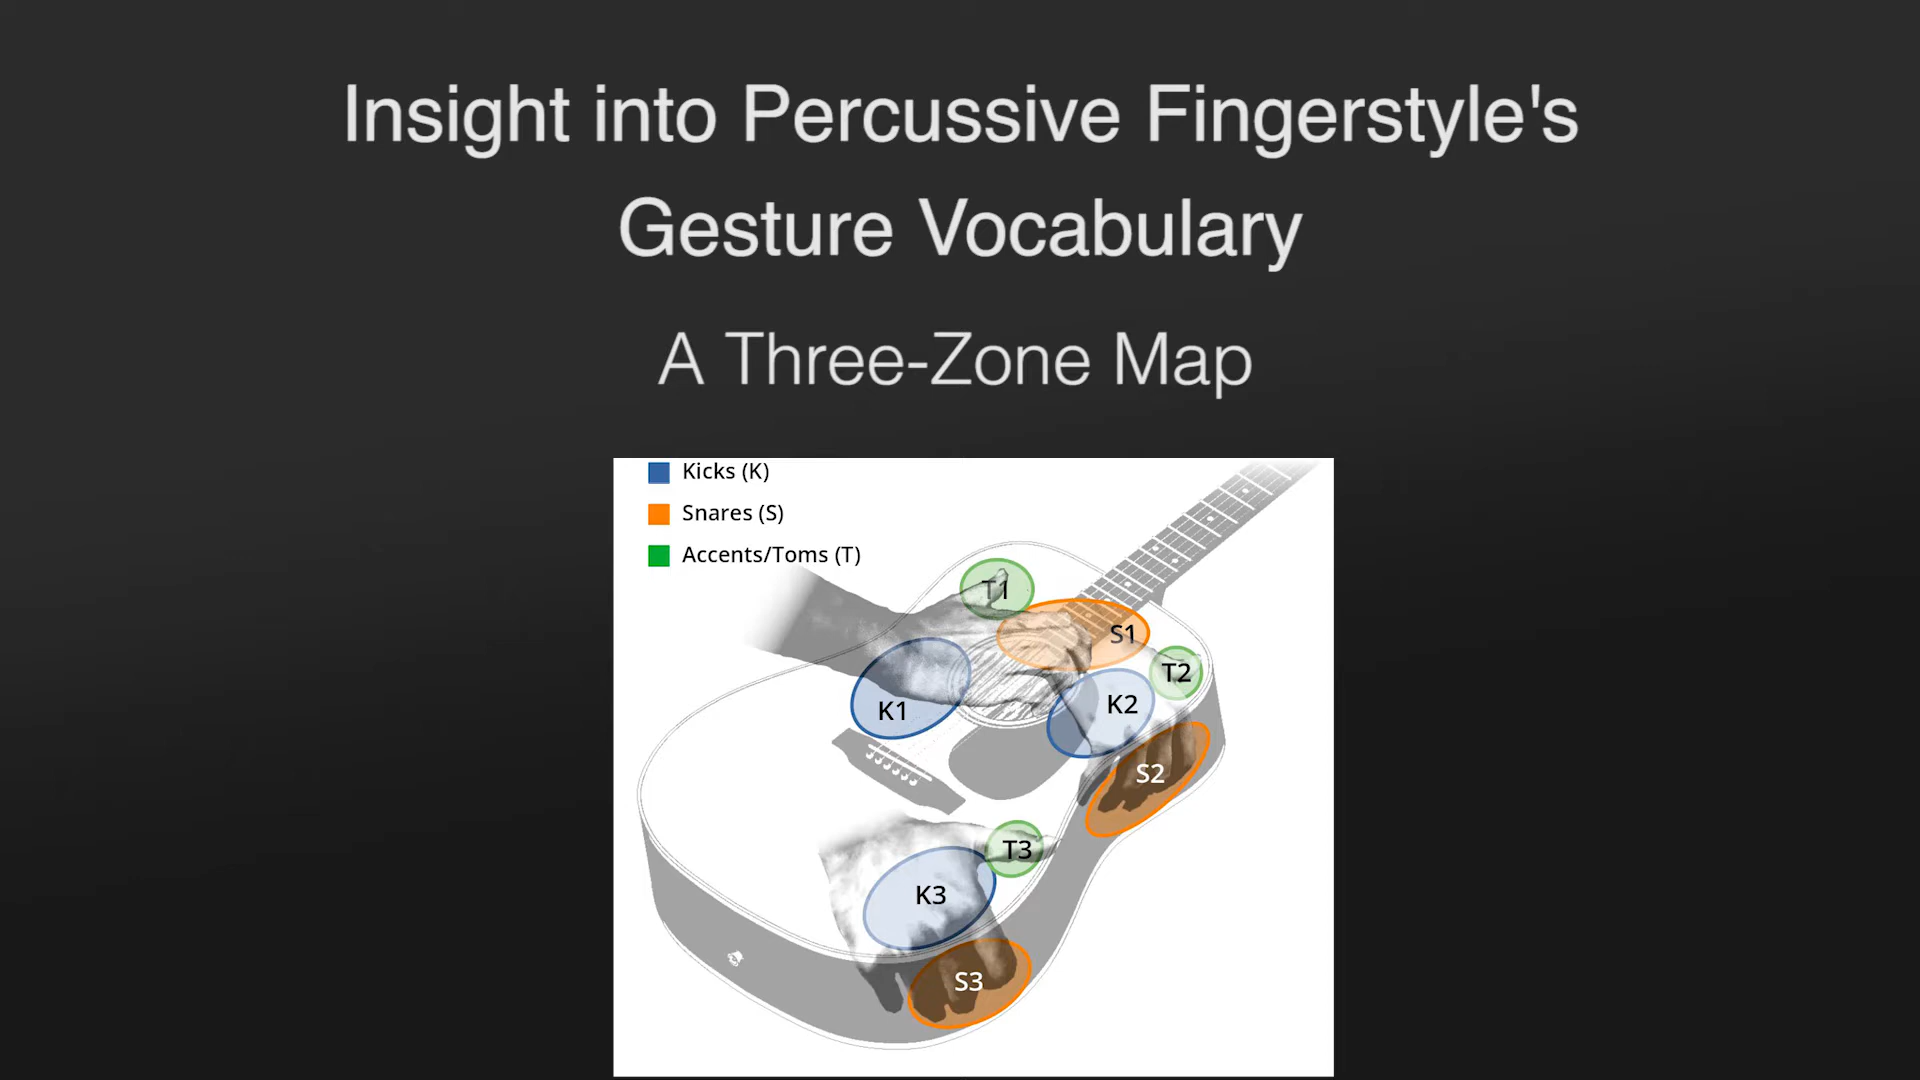 Insight into Percussive Fingerstyle's
Gesture Vocabulary
A Three-Zone Map
Kicks (K)
Snares (S)
Accents/Toms (T)
T1
S1
T2
K2
K1
S2
T3
K3
S3